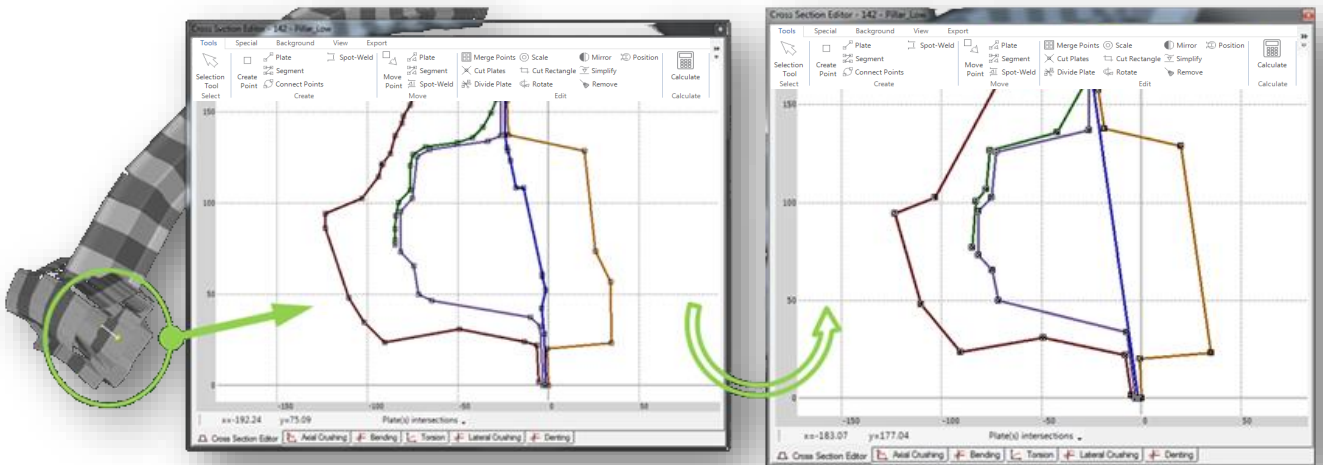 Cross Section Editor - 142 - Pillar_Low
Tools Special Background View Export
Selection Tool
Select
Create Point
Plate
Segment
Connect Points
Spot-Weld
Create
Move Point
Plate
Segment
Spot-Weld
Move
Merge Points
Cut Plates
Divide Plate
Scale
Cut Rectangle
Rotate
Mirror
Simplify
Remove
Position
Edit
Calculate
Calculate
150
100
50
0
-150 -100 -50 0 50
x=-192.24 y=75.09 Plate(s) intersections
Cross Section Editor Axial Crushing Bending Torsion Lateral Crushing Denting
Cross Section Editor - 142 - Pillar_Low
Tools Special Background View Export
Selection Tool
Select
Create Point
Plate
Segment
Connect Points
Spot-Weld
Create
Move Point
Plate
Segment
Spot-Weld
Move
Merge Points
Cut Plates
Divide Plate
Scale
Cut Rectangle
Rotate
Mirror
Simplify
Remove
Position
Edit
Calculate
Calculate
150
100
50
0
-150 -100 -50 0 50
x=-183.07 y=177.04 Plate(s) intersections
Cross Section Editor Axial Crushing Bending Torsion Lateral Crushing Denting